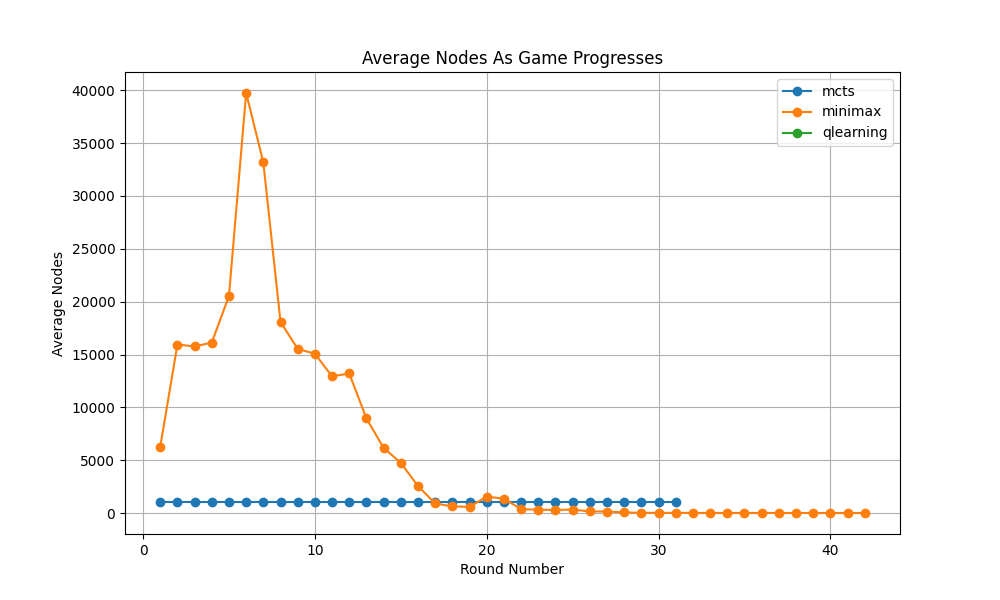 Average Nodes As Game Progresses
mcts
minimax
qlearning
Average Nodes
40000
35000
30000
25000
20000
15000
10000
5000
0
0
10
20
30
40
Round Number